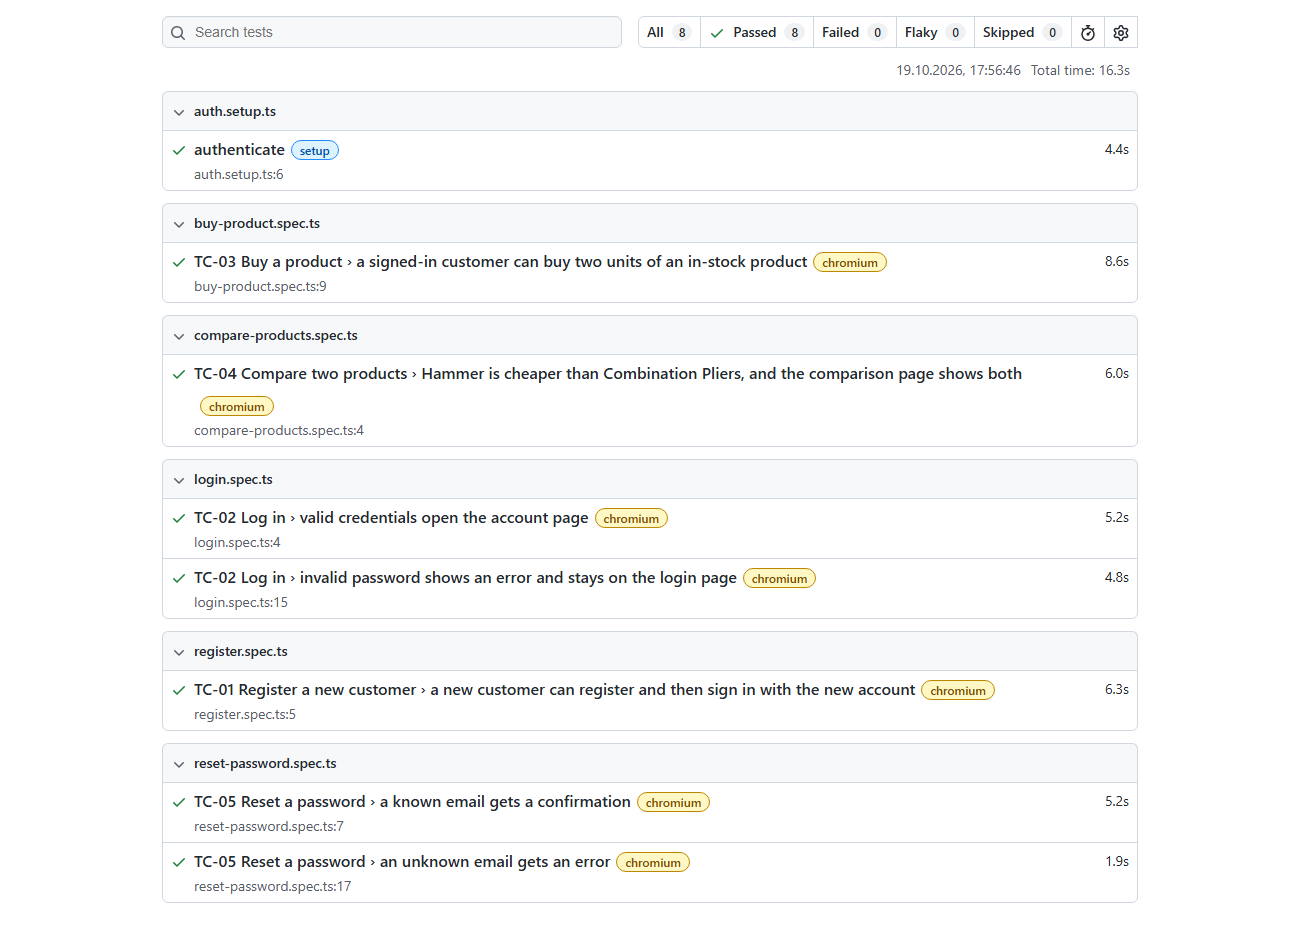 Search tests
All 8 Passed 8 Failed 0 Flaky 0 Skipped 0
19.10.2026, 17:56:46 Total time: 16.3s
auth.setup.ts
authenticate setup 4.4s
auth.setup.ts:6
buy-product.spec.ts
TC-03 Buy a product › a signed-in customer can buy two units of an in-stock product chromium 8.6s
buy-product.spec.ts:9
compare-products.spec.ts
TC-04 Compare two products › Hammer is cheaper than Combination Pliers, and the comparison page shows both 6.0s
chromium
compare-products.spec.ts:4
login.spec.ts
TC-02 Log in › valid credentials open the account page chromium 5.2s
login.spec.ts:4
TC-02 Log in › invalid password shows an error and stays on the login page chromium 4.8s
login.spec.ts:15
register.spec.ts
TC-01 Register a new customer › a new customer can register and then sign in with the new account chromium 6.3s
register.spec.ts:5
reset-password.spec.ts
TC-05 Reset a password › a known email gets a confirmation chromium 5.2s
reset-password.spec.ts:7
TC-05 Reset a password › an unknown email gets an error chromium 1.9s
reset-password.spec.ts:17